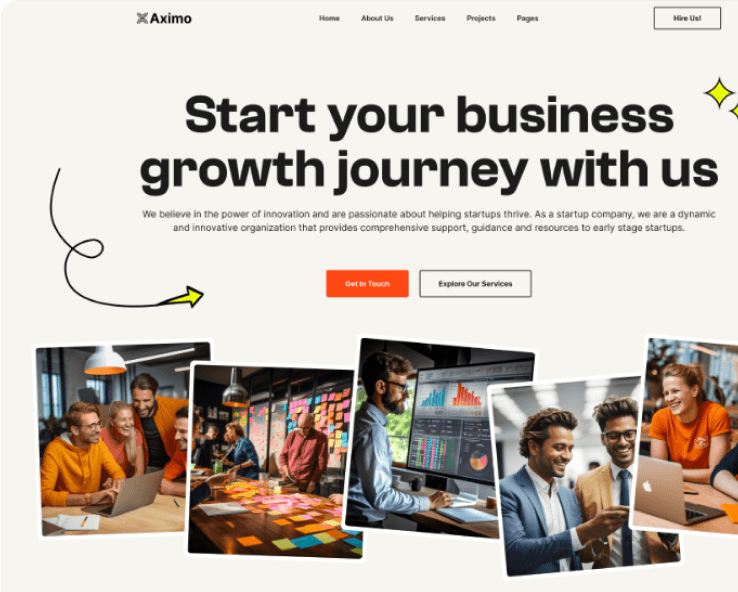 Aximo
Home About Us Services Projects Pages
Hire Us!
Start your business
growth journey with us
We believe in the power of innovation and are passionate about helping startups thrive. As a startup company, we are a dynamic
and innovative organization that provides comprehensive support, guidance and resources to early stage startups.
Get In Touch
Explore Our Services